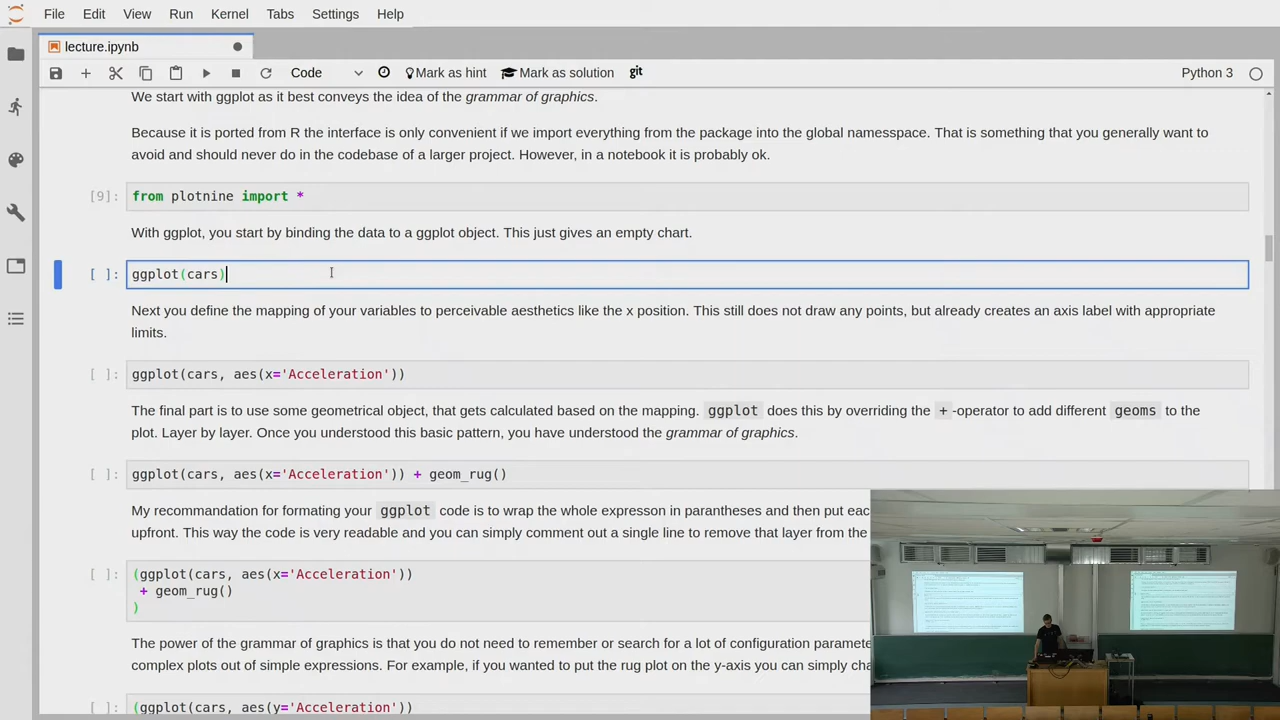 File Edit View Run Kernel Tabs Settings Help
lecture.ipynb
Code Mark as hint Mark as solution git Python 3
We start with ggplot as it best conveys the idea of the grammar of graphics.
Because it is ported from R the interface is only convenient if we import everything from the package into the global namesspace. That is something that you generally want to
avoid and should never do in the codebase of a larger project. However, in a notebook it is probably ok.
[9]: from plotnine import *
With ggplot, you start by binding the data to a ggplot object. This just gives an empty chart.
[ ]: ggplot(cars)
Next you define the mapping of your variables to perceivable aesthetics like the x position. This still does not draw any points, but already creates an axis label with appropriate
limits.
[ ]: ggplot(cars, aes(x='Acceleration'))
The final part is to use some geometrical object, that gets calculated based on the mapping. ggplot does this by overriding the + -operator to add different geoms to the
plot. Layer by layer. Once you understood this basic pattern, you have understood the grammar of graphics.
[ ]: ggplot(cars, aes(x='Acceleration')) + geom_rug()
My recommandation for formating your ggplot code is to wrap the whole expresson in parantheses and then put eac
upfront. This way the code is very readable and you can simply comment out a single line to remove that layer from the
[ ]: (ggplot(cars, aes(x='Acceleration'))
+ geom_rug()
)
The power of the grammar of graphics is that you do not need to remember or search for a lot of configuration parame
complex plots out of simple expressions. For example, if you wanted to put the rug plot on the y-axis you can simply cha
[ ]: (ggplot(cars, aes(y='Acceleration'))